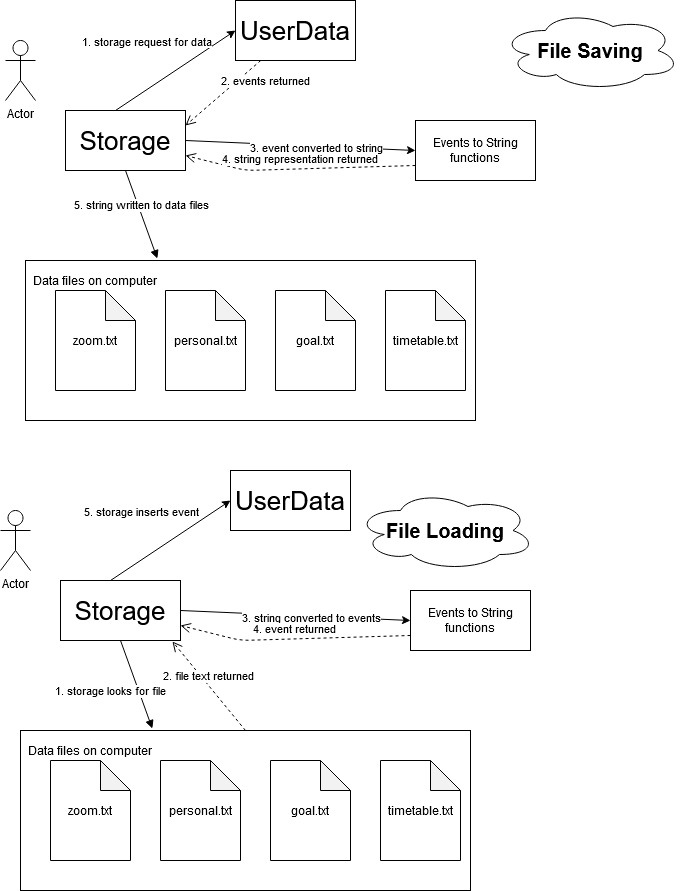 UserData
File Saving
1. storage request for data
2. events returned
Actor
Storage
3. event converted to string
4. string representation returned
Events to String
functions
5. string written to data files
Data files on computer
zoom.txt
personal.txt
goal.txt
timetable.txt
UserData
File Loading
5. storage inserts event
Actor
Storage
3. string converted to events
4. event returned
Events to String
functions
2. file text returned
1. storage looks for file
Data files on computer
zoom.txt
personal.txt
goal.txt
timetable.txt